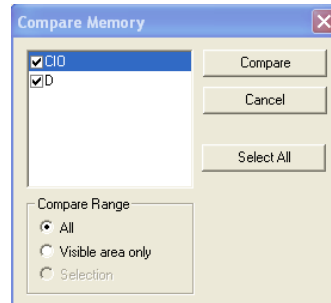 Compare Memory
CIO
D
Compare
Cancel
Select All
Compare Range
All
Visible area only
Selection